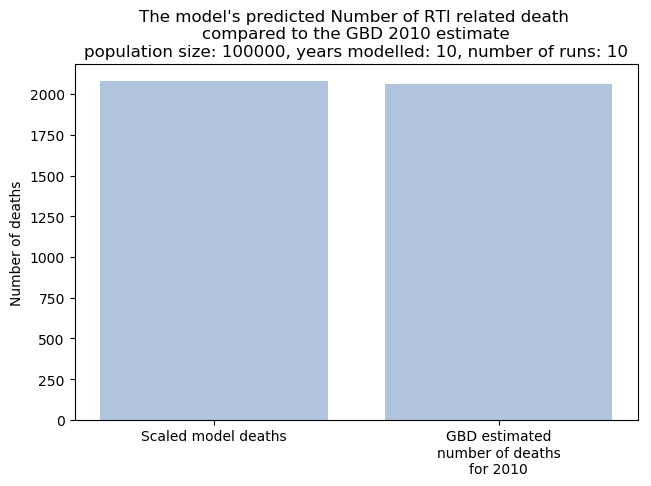 The model's predicted Number of RTI related death
compared to the GBD 2010 estimate
population size: 100000, years modelled: 10, number of runs: 10
2000
1750
1500
1250
1000
750
500
250
0
Number of deaths
Scaled model deaths
GBD estimated
number of deaths
for 2010